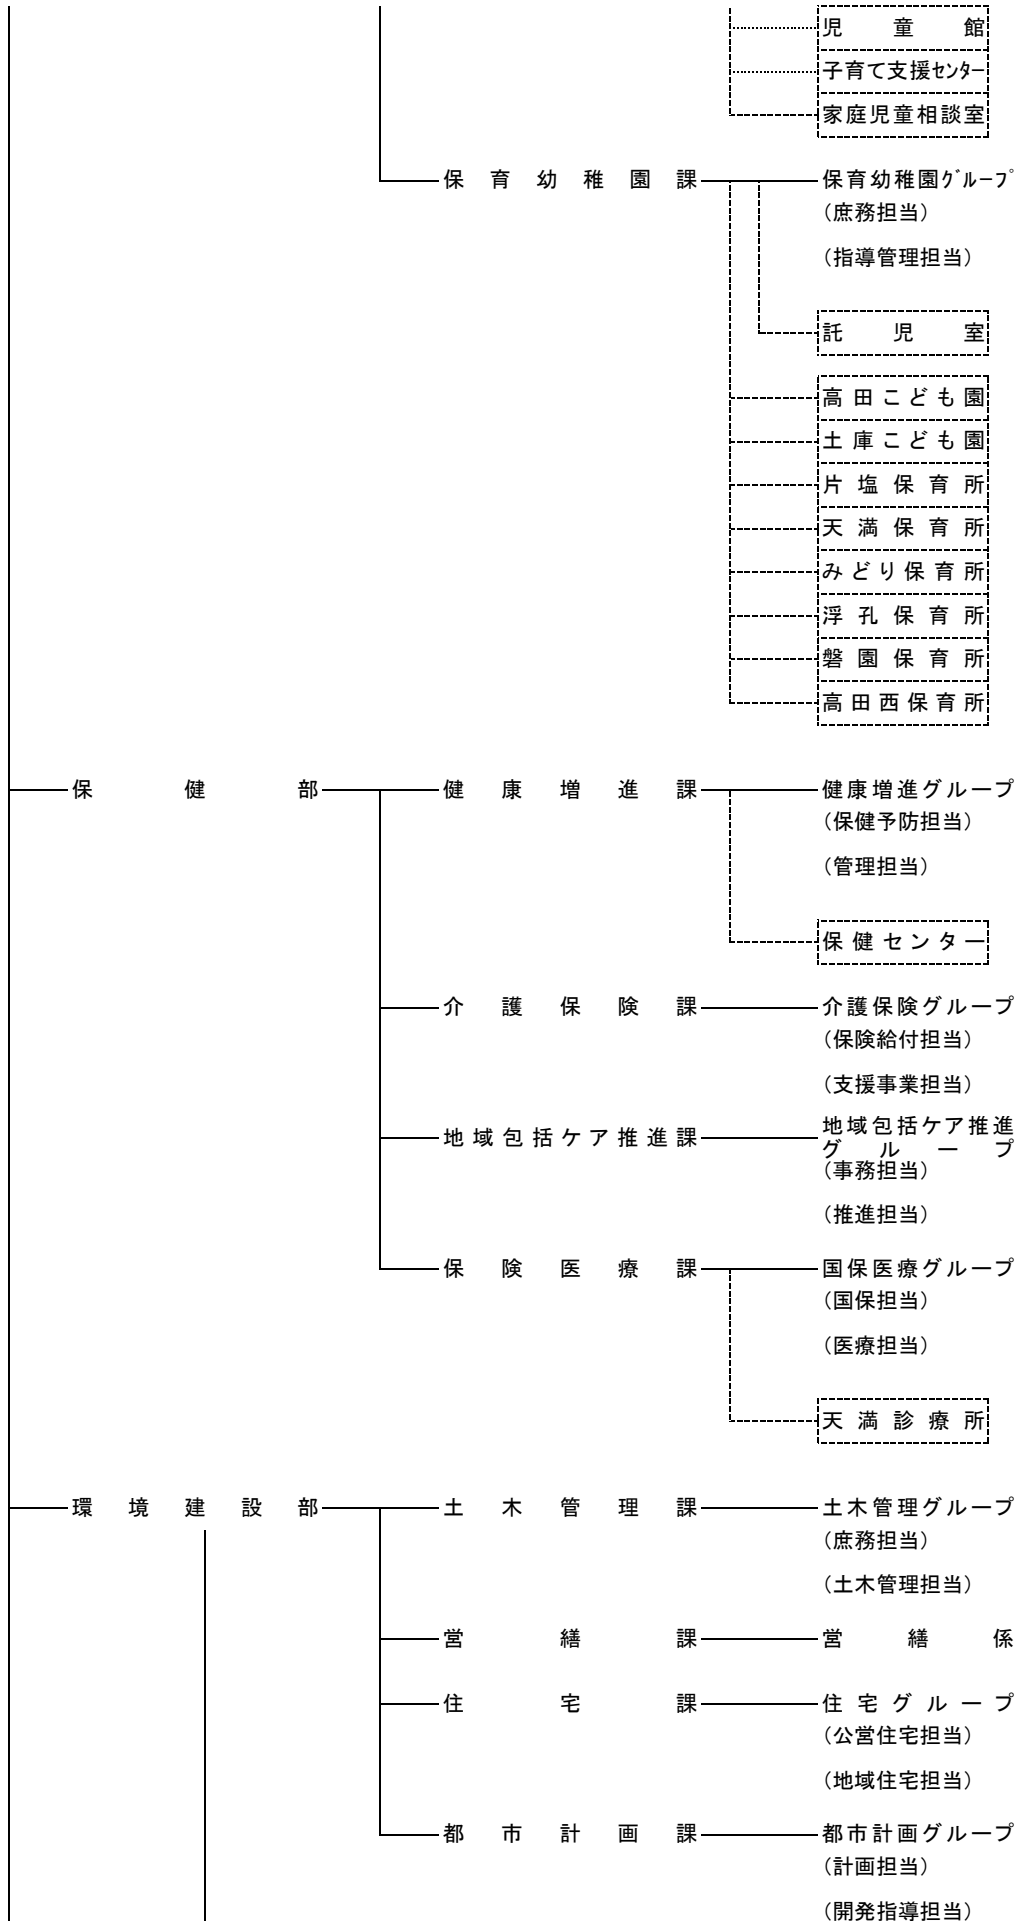 児童館
子育て支援センター
家庭児童相談室
保育幼稚園課 保育幼稚園グループ
(庶務担当)
(指導管理担当)
託児室
高田こども園
土庫こども園
片塩保育所
天満保育所
みどり保育所
浮孔保育所
磐園保育所
高田西保育所
保健部 健康増進課 健康増進グループ
(保健予防担当)
(管理担当)
保健センター
介護保険課 介護保険グループ
(保険給付担当)
(支援事業担当)
地域包括ケア推進課 地域包括ケア推進
グループ
(事務担当)
(推進担当)
保険医療課 国保医療グループ
(国保担当)
(医療担当)
天満診療所
環境建設部 土木管理課 土木管理グループ
(庶務担当)
(土木管理担当)
営繕課 営繕係
住宅課 住宅グループ
(公営住宅担当)
(地域住宅担当)
都市計画課 都市計画グループ
(計画担当)
(開発指導担当)